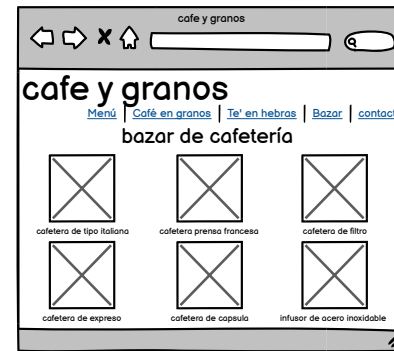 cafe y granos
cafe y granos
Menú | Café en granos | Te' en hebras | Bazar | contact
bazar de cafetería
cafetera de tipo italiana cafetera prensa francesa cafetera de filtro
cafetera de expreso cafetera de capsula infusor de acero inoxidable